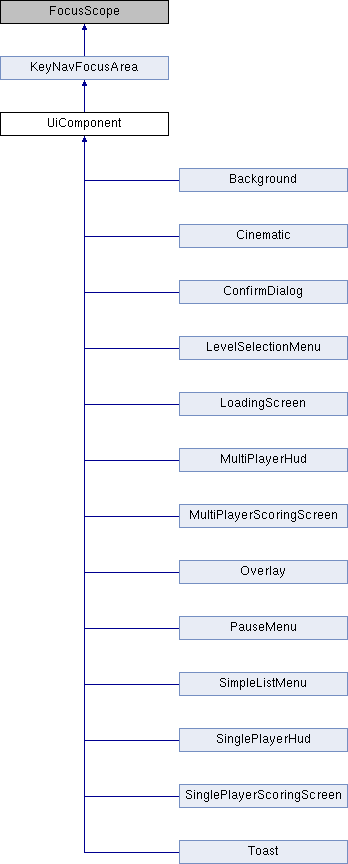 FocusScope
KeyNavFocusArea
UiComponent
Background
Cinematic
ConfirmDialog
LevelSelectionMenu
LoadingScreen
MultiPlayerHud
MultiPlayerScoringScreen
Overlay
PauseMenu
SimpleListMenu
SinglePlayerHud
SinglePlayerScoringScreen
Toast